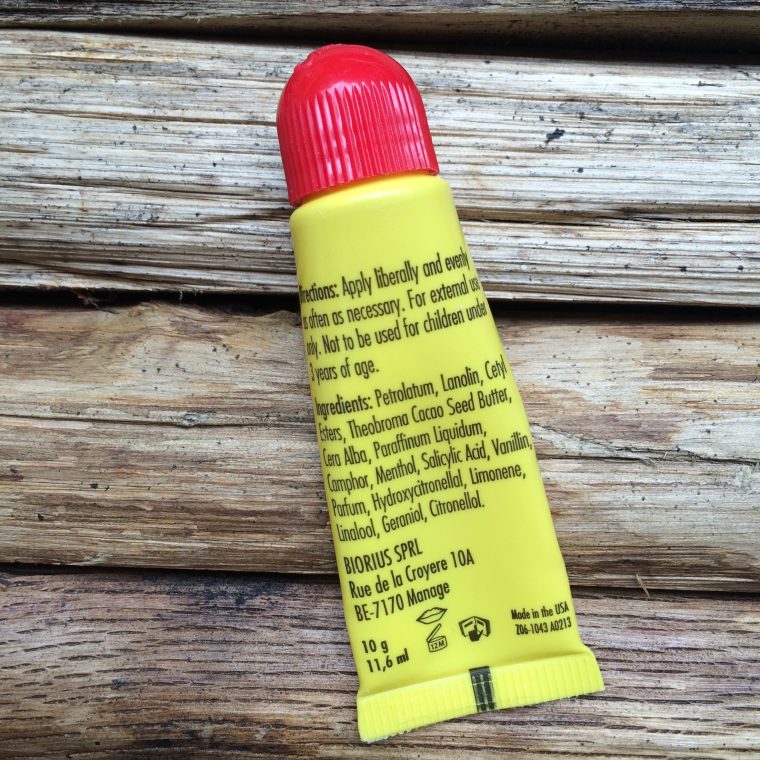 irections: Apply liberally and evenly
as often as necessary. For external use
only. Not to be used for children under
3 years of age.
Ingredients: Petrolatum, Lanolin, Cetyl
Esters, Theobroma Cacao Seed Butter,
Cera Alba, Paraffinum Liquidum,
Camphor, Menthol, Salicylic Acid, Vanillin,
Parfum, Hydroxycitronellal, Limonene,
Linalool, Geraniol, Citronellol.
BIORIUS SPRL
Rue de la Croyere 10A
BE-7170 Manage
12M
10 g
11,6 ml
Made in the USA
Z06-1043 A0213